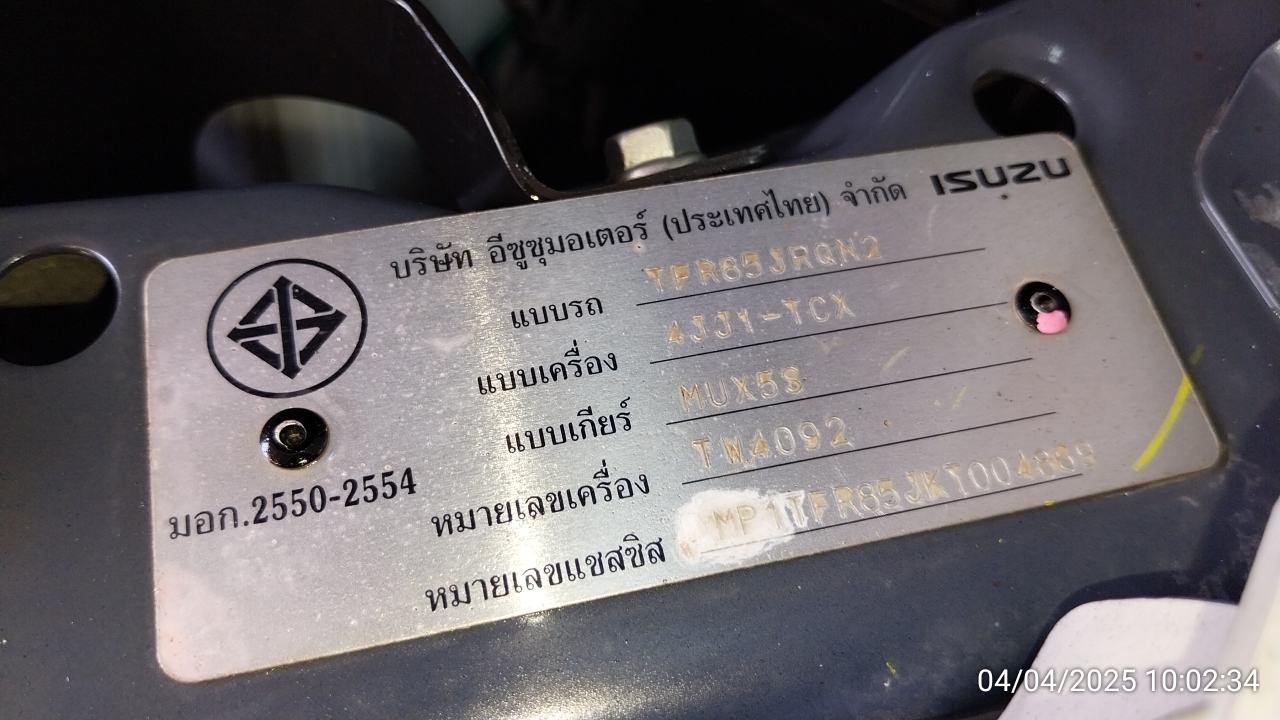 บริษัท อีซูซุมอเตอร์ (ประเทศไทย) จำกัด ISUZU
แบบรถ TFR85JRQN2
แบบเครื่อง 4JJ1-TCX
แบบเกียร์ MUX5S
หมายเลขเครื่อง TN4092
หมายเลขแชสซิส MP1TFR85JKT004869
มอก.2550-2554
04/04/2025 10:02:34